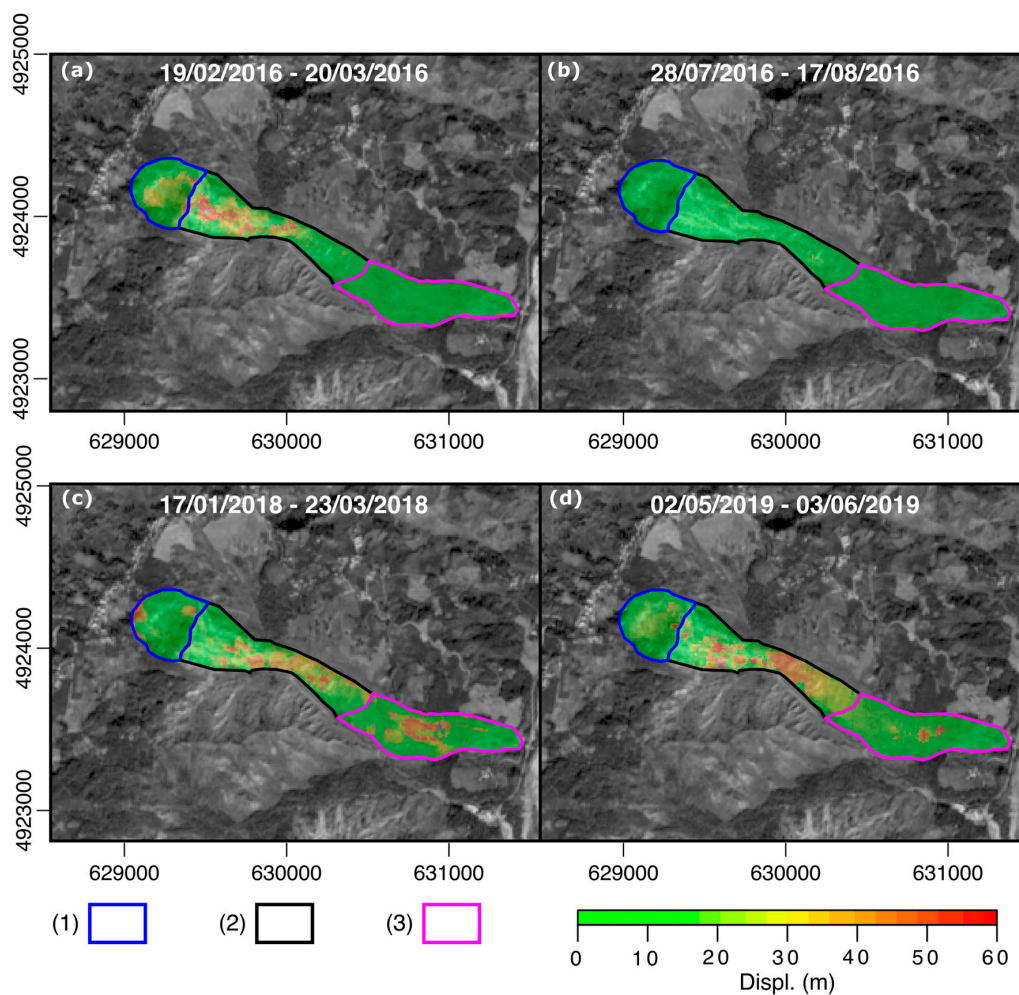 (a) 19/02/2016 - 20/03/2016
(b) 28/07/2016 - 17/08/2016
4925000
4924000
4923000
629000 630000 631000
629000 630000 631000
(c) 17/01/2018 - 23/03/2018
(d) 02/05/2019 - 03/06/2019
4925000
4924000
4923000
629000 630000 631000
629000 630000 631000
(1) (2) (3)
0 10 20 30 40 50 60
Displ. (m)